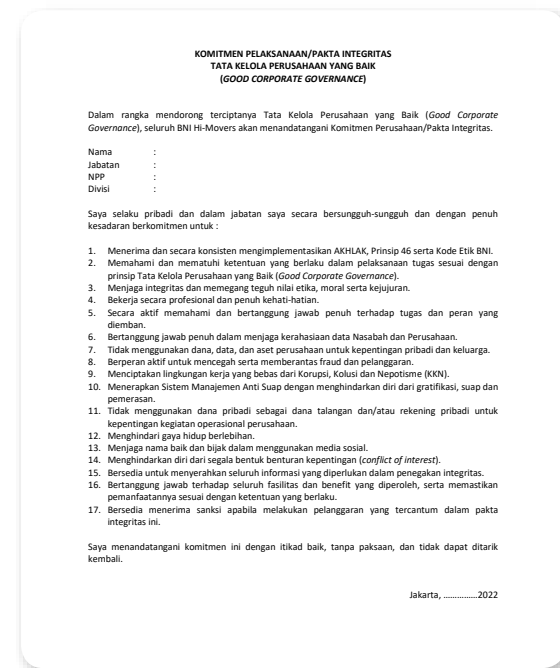 KOMITMEN PELAKSANAAN/PAKTA INTEGRITAS
TATA KELOLA PERUSAHAAN YANG BAIK
(GOOD CORPORATE GOVERNANCE)
Dalam rangka mendorong terciptanya Tata Kelola Perusahaan yang Baik (Good Corporate
Governance), seluruh BNI Hi-Movers akan menandatangani Komitmen Perusahaan/Pakta Integritas.
Nama :
Jabatan :
NPP :
Divisi :
Saya selaku pribadi dan dalam jabatan saya secara bersungguh-sungguh dan dengan penuh
kesadaran berkomitmen untuk :
1. Menerima dan secara konsisten mengimplementasikan AKHLAK, Prinsip 46 serta Kode Etik BNI.
2. Memahami dan mematuhi ketentuan yang berlaku dalam pelaksanaan tugas sesuai dengan
prinsip Tata Kelola Perusahaan yang Baik (Good Corporate Governance).
3. Menjaga integritas dan memegang teguh nilai etika, moral serta kejujuran.
4. Bekerja secara profesional dan penuh kehati-hatian.
5. Secara aktif memahami dan bertanggung jawab penuh terhadap tugas dan peran yang
diemban.
6. Bertanggung jawab penuh dalam menjaga kerahasiaan data Nasabah dan Perusahaan.
7. Tidak menggunakan dana, data, dan aset perusahaan untuk kepentingan pribadi dan keluarga.
8. Berperan aktif untuk mencegah serta memberantas fraud dan pelanggaran.
9. Menciptakan lingkungan kerja yang bebas dari Korupsi, Kolusi dan Nepotisme (KKN).
10. Menerapkan Sistem Manajemen Anti Suap dengan menghindarkan diri dari gratifikasi, suap dan
pemerasan.
11. Tidak menggunakan dana pribadi sebagai dana talangan dan/atau rekening pribadi untuk
kepentingan kegiatan operasional perusahaan.
12. Menghindari gaya hidup berlebihan.
13. Menjaga nama baik dan bijak dalam menggunakan media sosial.
14. Menghindarkan diri dari segala bentuk benturan kepentingan (conflict of interest).
15. Bersedia untuk menyerahkan seluruh informasi yang diperlukan dalam penegakan integritas.
16. Bertanggung jawab terhadap seluruh fasilitas dan benefit yang diperoleh, serta memastikan
pemanfaatannya sesuai dengan ketentuan yang berlaku.
17. Bersedia menerima sanksi apabila melakukan pelanggaran yang tercantum dalam pakta
integritas ini.
Saya menandatangani komitmen ini dengan itikad baik, tanpa paksaan, dan tidak dapat ditarik
kembali.
Jakarta, ...............2022